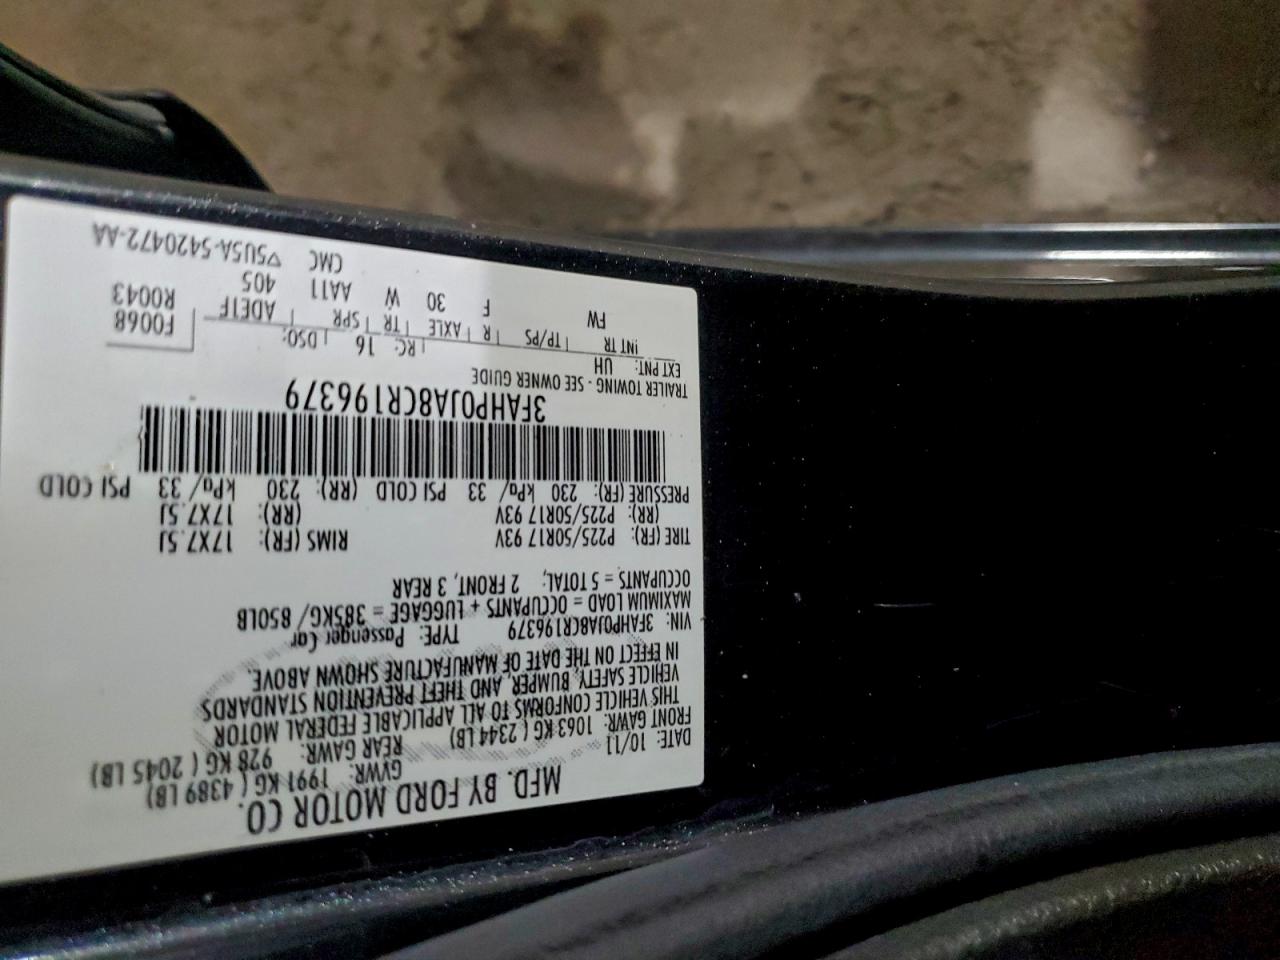 MFD. BY FORD MOTOR CO.
DATE: 10/11 GVWR: 1991 KG ( 4389 LB)
FRONT GAWR: 1063 KG ( 2344 LB) REAR GAWR: 928 KG ( 2045 LB)
THIS VEHICLE CONFORMS TO ALL APPLICABLE FEDERAL MOTOR
VEHICLE SAFETY, BUMPER, AND THEFT PREVENTION STANDARDS
IN EFFECT ON THE DATE OF MANUFACTURE SHOWN ABOVE.
VIN: 3FAHP0JA8CR196379 TYPE: Passenger Car
MAXIMUM LOAD = OCCUPANTS + LUGGAGE = 385KG/ 850LB
OCCUPANTS = 5 TOTAL; 2 FRONT, 3 REAR
TIRE (FR): P225/50R17 93V RIMS (FR): 17X7.5J
(RR): P225/50R17 93V (RR): 17X7.5J
PRESSURE (FR): 230 kPa/ 33 PSI COLD (RR): 230 kPa/ 33 PSI COLD
3FAHP0JA8CR196379
TRAILER TOWING - SEE OWNER GUIDE
EXT PNT: UH RC: 16 DSO: F0068
INT TR TP/PS R AXLE TR SPR ADETF R0043
FW F 30 W AA11 405
CMC ▽5U5A-5420472-AA